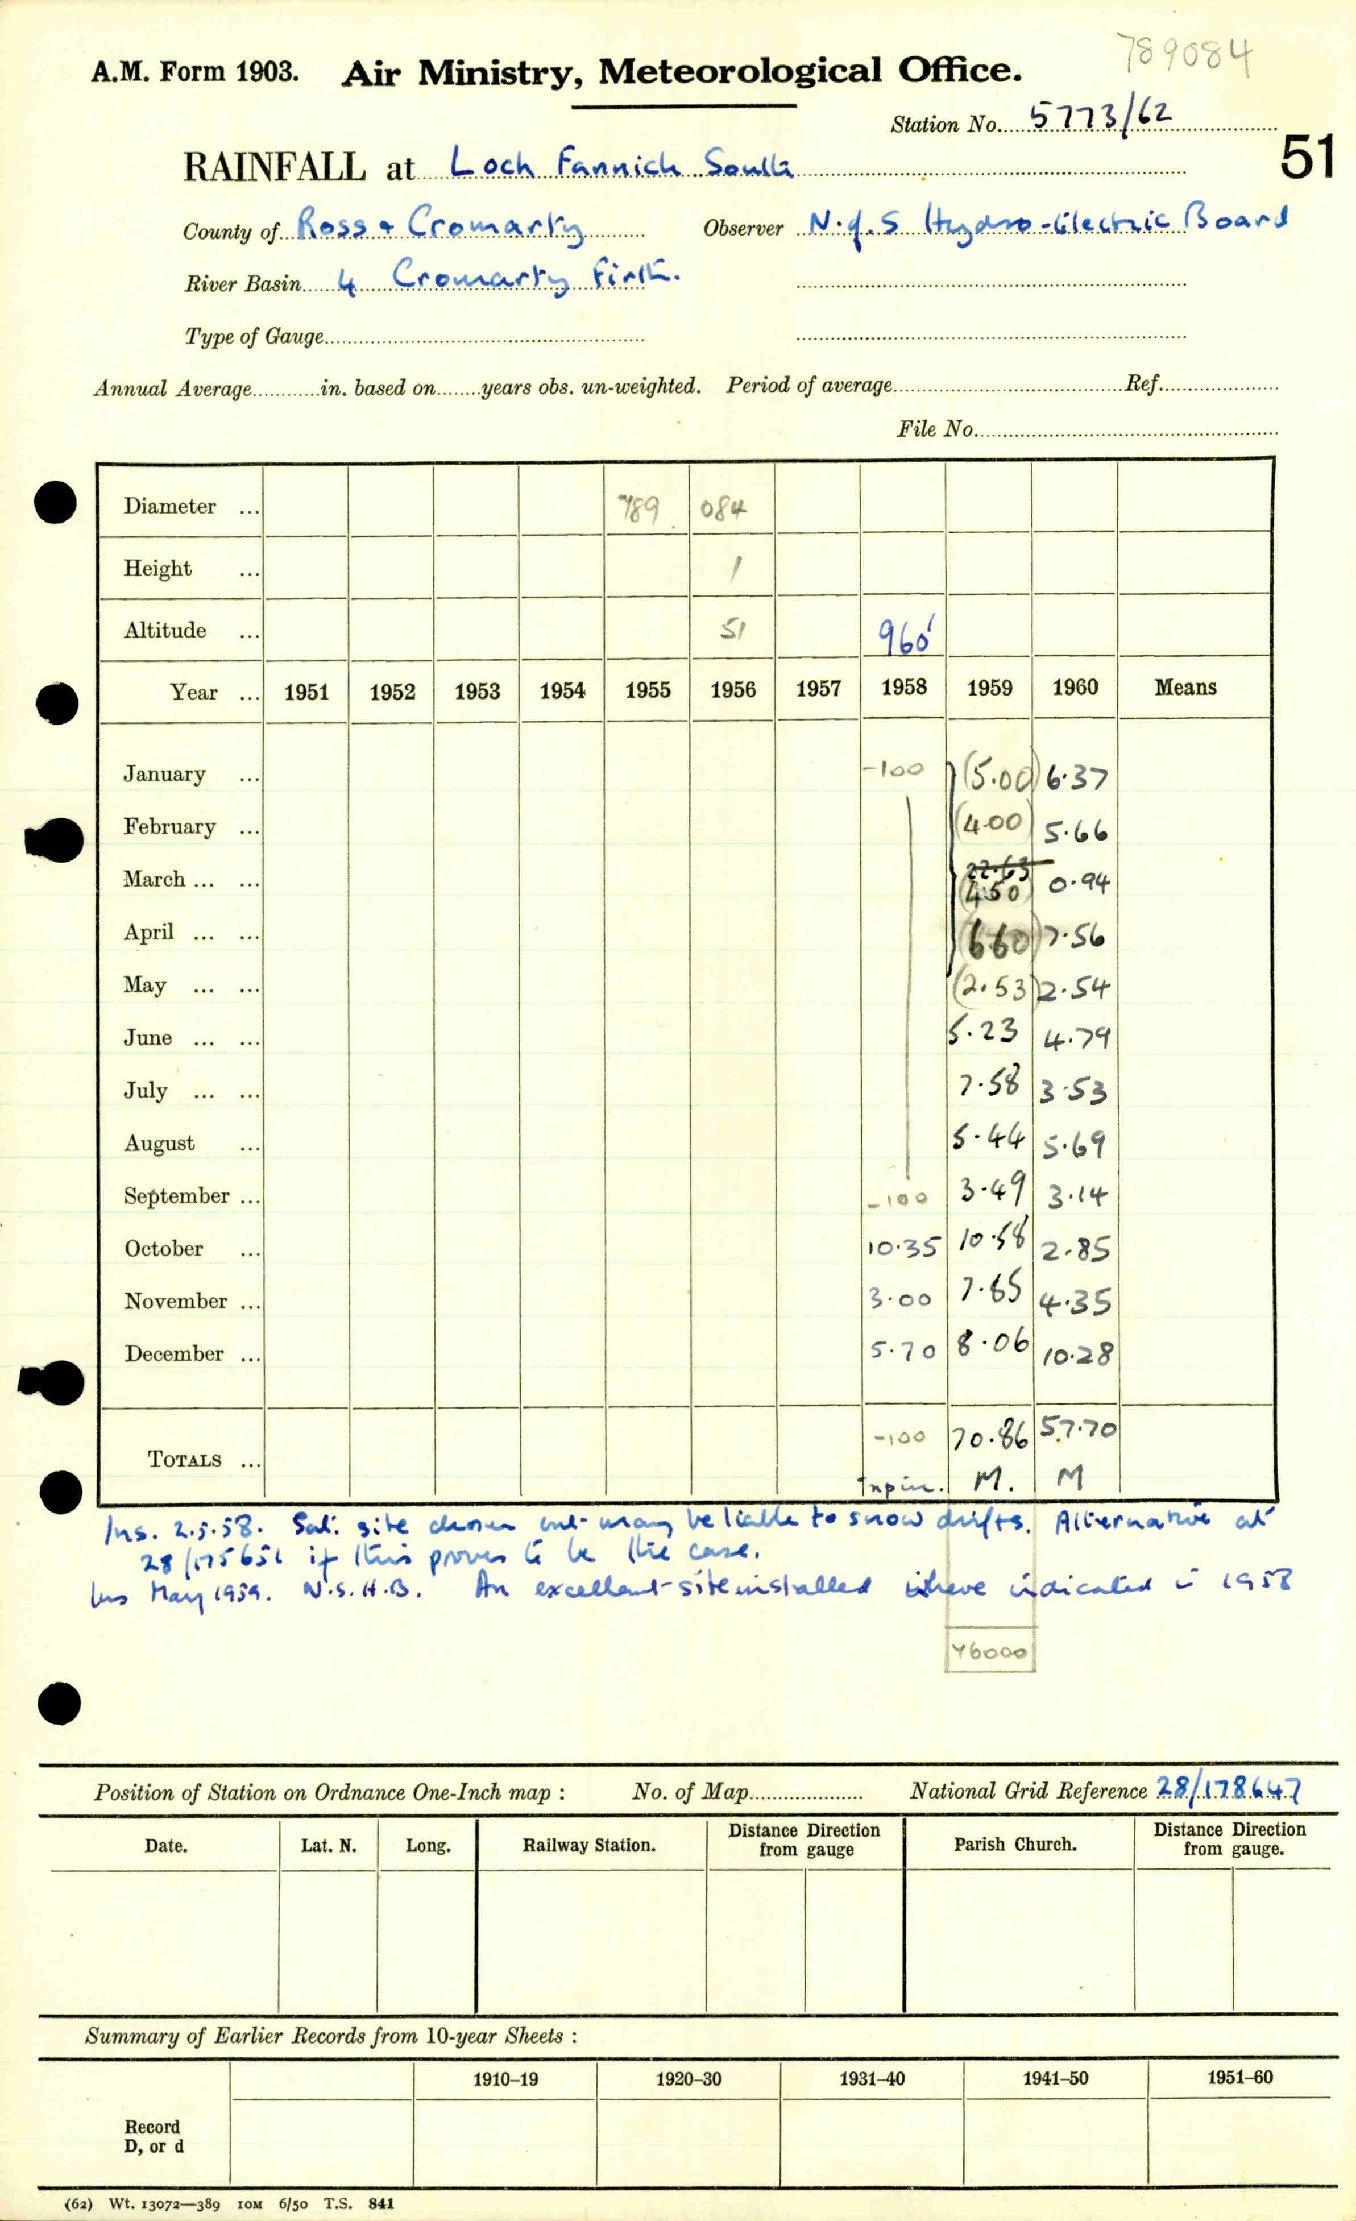 789084
A.M. Form 1903. Air Ministry, Meteorological Office.
Station No. 5773/62
51
RAINFALL at Loch Fannich South
County of Ross & Cromarty Observer N. of S Hydro-Electric Board
River Basin 4 Cromarty Firth.
Type of Gauge
Annual Average in. based on years obs. un-weighted. Period of average Ref.
File No.
Diameter ... 789 084
Height ... 1
Altitude ... 51 960'
Year ... 1951 1952 1953 1954 1955 1956 1957 1958 1959 1960 Means
January ... -100 (5.00) 6.37
February ... (4.00) 5.66
March ... ... 22.63 (4.50) 0.94
April ... ... (6.60) 7.56
May ... ... (2.53) 2.54
June ... ... 5.23 4.79
July ... ... 7.58 3.53
August ... 5.44 5.69
September ... -100 3.49 3.14
October ... 10.35 10.58 2.85
November ... 3.00 7.85 4.35
December ... 5.70 8.06 10.28
TOTALS ... -100 70.86 57.70
Inpin. M. M
Ins. 2.5.58. Sat. site chosen but may be liable to snow drifts. Alternative at
28/175651 if this proves to be the case.
Ins May 1959. N.S.H.B. An excellent site installed where indicated in 1958
Y6000
Position of Station on Ordnance One-Inch map : No. of Map National Grid Reference 28/178647
Date. Lat. N. Long. Railway Station. Distance from Direction gauge Parish Church. Distance from Direction gauge.
Summary of Earlier Records from 10-year Sheets :
1910–19 1920–30 1931–40 1941–50 1951–60
Record
D, or d
(62) Wt. 13072—389 10M 6/50 T.S. 841